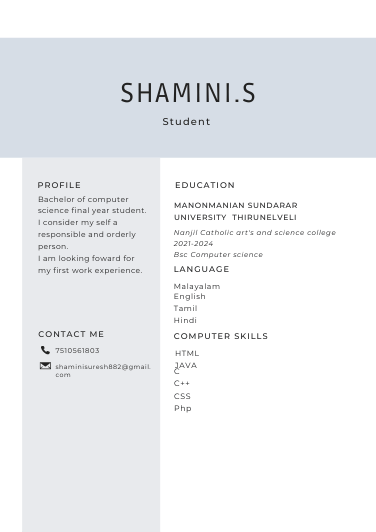 SHAMINI.S
Student
PROFILE
Bachelor of computer
science final year student.
I consider my self a
responsible and orderly
person.
I am looking foward for
my first work experience.
CONTACT ME
7510561803
shaminisuresh882@gmail.
com
EDUCATION
MANONMANIAN SUNDARAR
UNIVERSITY THIRUNELVELI
Nanjil Catholic art's and science college
2021-2024
Bsc Computer science
LANGUAGE
Malayalam
English
Tamil
Hindi
COMPUTER SKILLS
HTML
JAVA
C
C++
CSS
Php